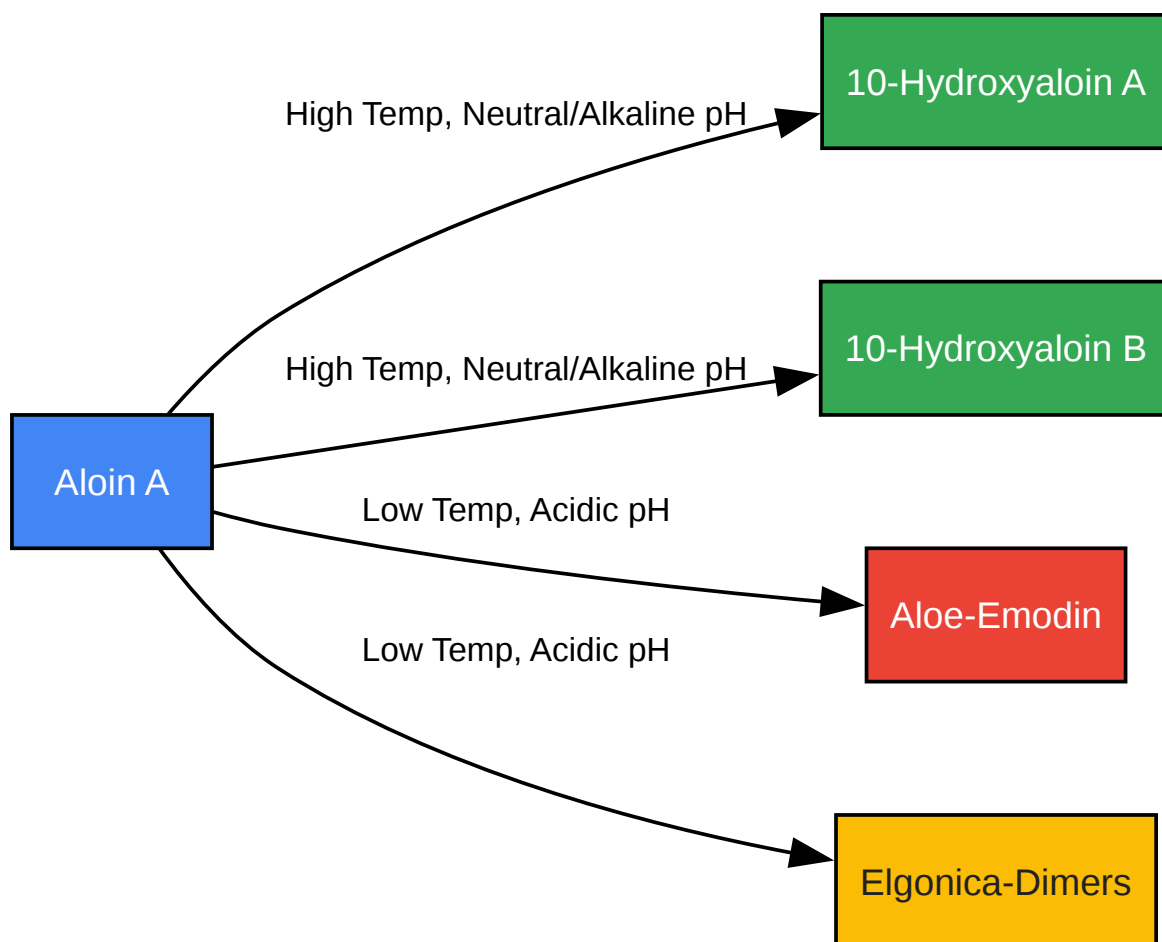 10-Hydroxyaloin A
High Temp, Neutral/Alkaline pH
10-Hydroxyaloin B
High Temp, Neutral/Alkaline pH
Aloin A
Low Temp, Acidic pH
Aloe-Emodin
Low Temp, Acidic pH
Elgonica-Dimers